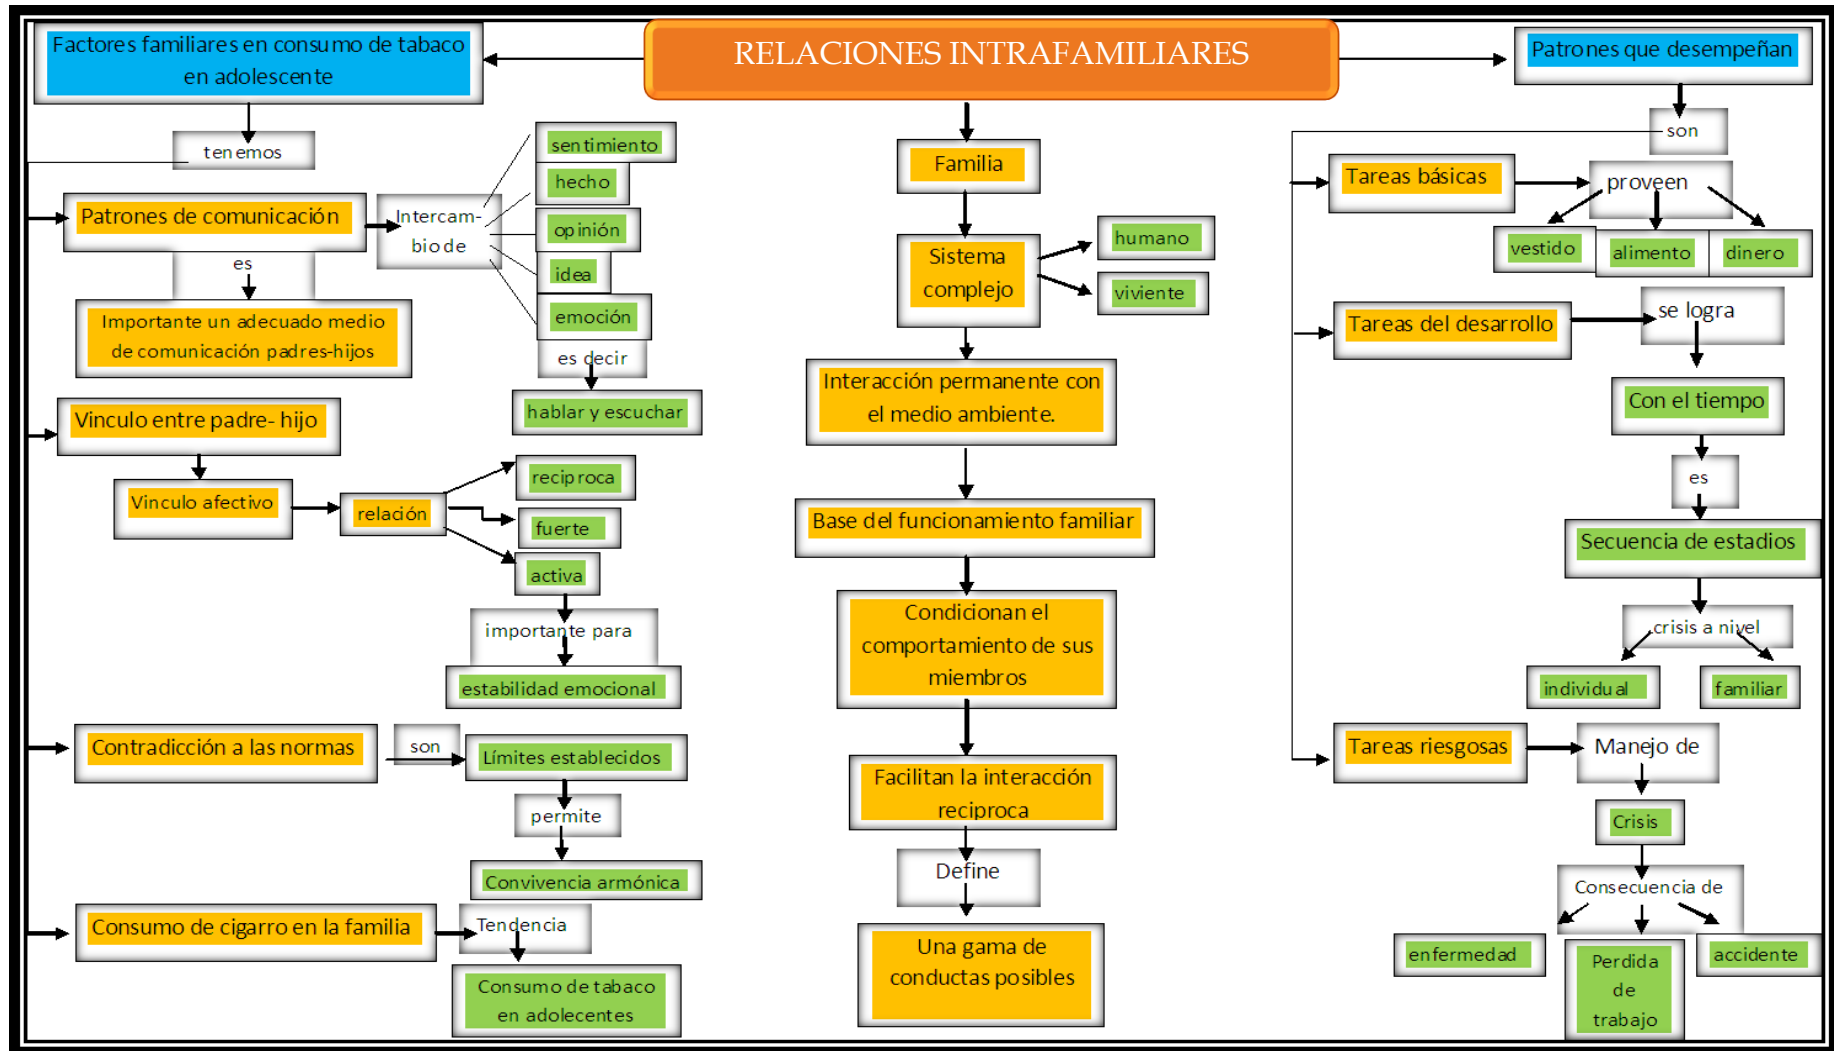 RELACIONES INTRAFAMILIARES
Factores familiares en consumo de tabaco
en adolescente
tenemos
Patrones de comunicación
Intercam-
bio de
sentimiento
hecho
opinión
idea
emoción
es decir
hablar y escuchar
es
Importante un adecuado medio
de comunicación padres-hijos
Vinculo entre padre- hijo
Vinculo afectivo
relación
reciproca
fuerte
activa
importante para
estabilidad emocional
Contradicción a las normas
son
Límites establecidos
permite
Convivencia armónica
Consumo de cigarro en la familia
Tendencia
Consumo de tabaco
en adolecentes
Familia
Sistema
complejo
humano
viviente
Interacción permanente con
el medio ambiente.
Base del funcionamiento familiar
Condicionan el
comportamiento de sus
miembros
Facilitan la interacción
reciproca
Define
Una gama de
conductas posibles
Patrones que desempeñan
son
Tareas básicas
proveen
vestido
alimento
dinero
Tareas del desarrollo
se logra
Con el tiempo
es
Secuencia de estadios
.crisis a nivel
individual
familiar
Tareas riesgosas
Manejo de
Crisis
Consecuencia de
enfermedad
Perdida
de
trabajo
accidente